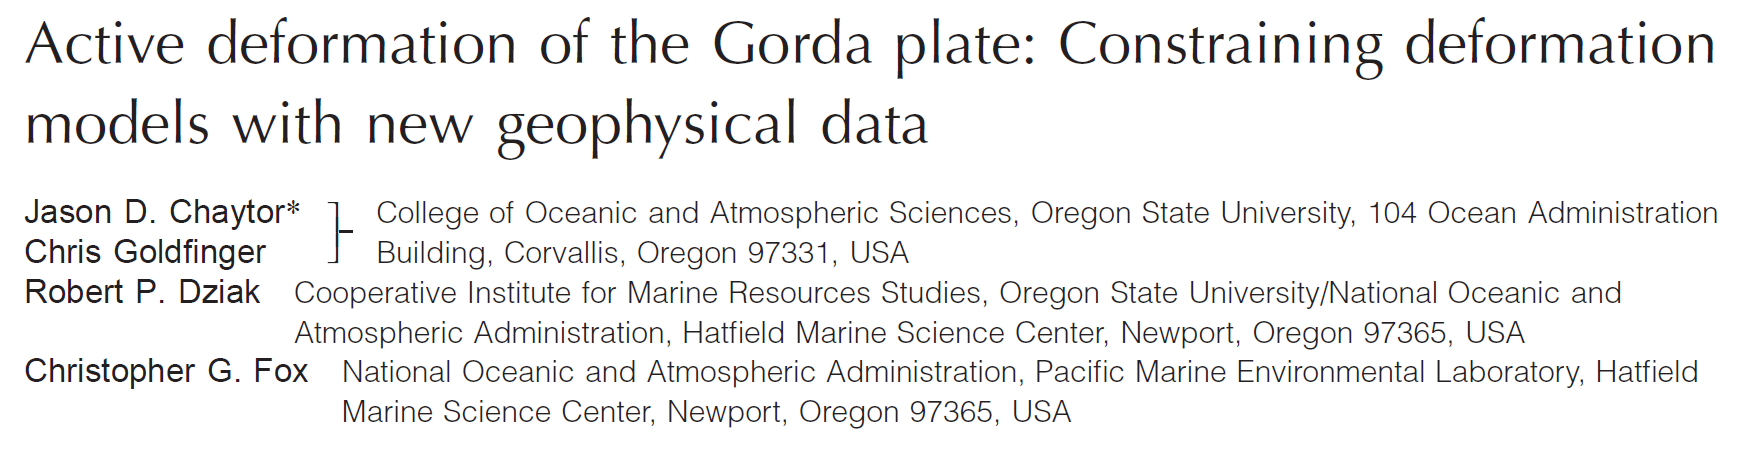 Active deformation of the Gorda plate: Constraining deformation
models with new geophysical data
Jason D. Chaytor* College of Oceanic and Atmospheric Sciences, Oregon State University, 104 Ocean Administration
Chris Goldfinger Building, Corvallis, Oregon 97331, USA
Robert P. Dziak Cooperative Institute for Marine Resources Studies, Oregon State University/National Oceanic and
Atmospheric Administration, Hatfield Marine Science Center, Newport, Oregon 97365, USA
Christopher G. Fox National Oceanic and Atmospheric Administration, Pacific Marine Environmental Laboratory, Hatfield
Marine Science Center, Newport, Oregon 97365, USA